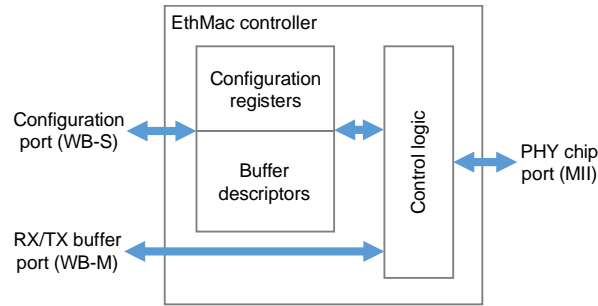 EthMac controller
Configuration
registers
Buffer
descriptors
Control logic
Configuration
port (WB-S)
RX/TX buffer
port (WB-M)
PHY chip
port (MII)